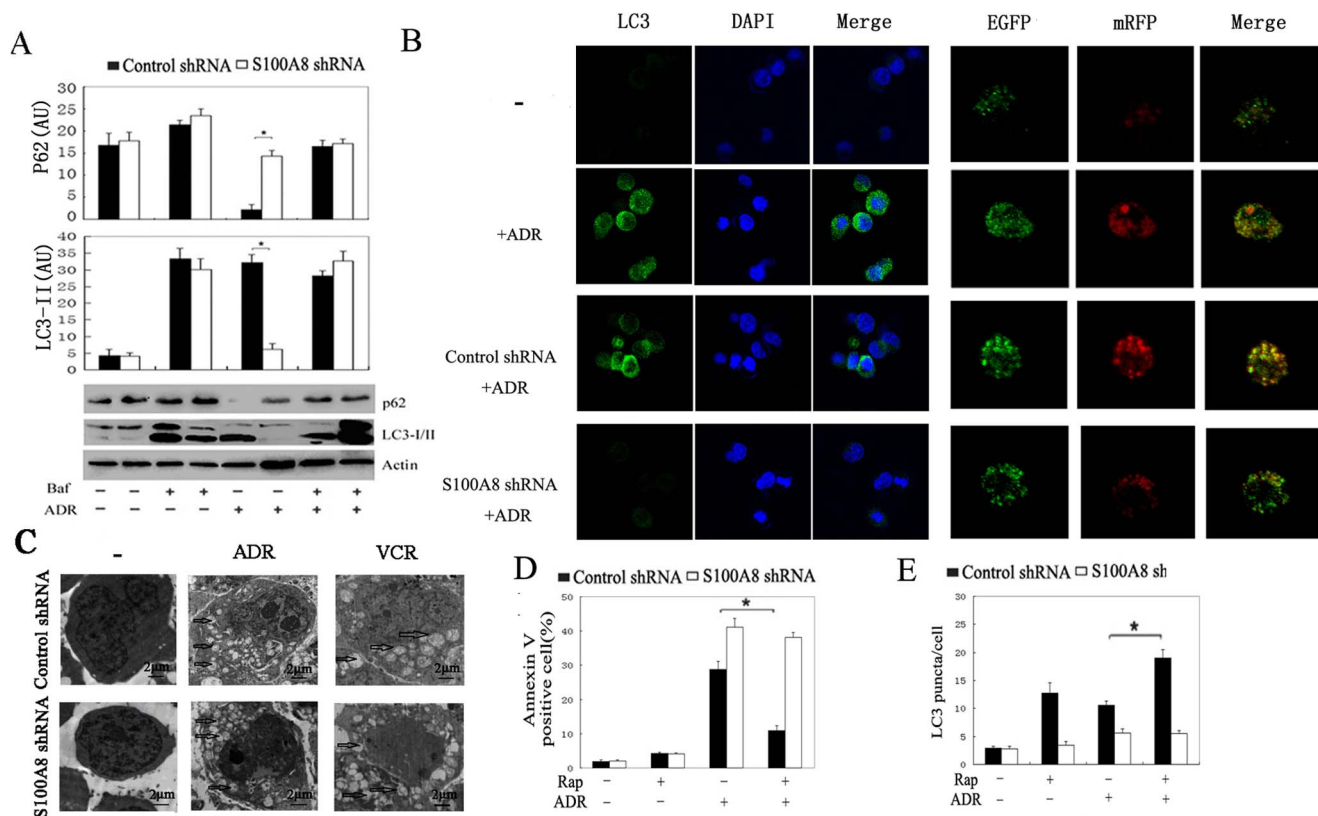 A
Control shRNA S100A8 shRNA
P62(AU)
30
25
20
15
10
5
0
*
LC3-II(AU)
40
35
30
25
20
15
10
5
0
*
p62
LC3-I/II
Actin
Baf − − + + − − + +
ADR − − − − + + + +
B
LC3 DAPI Merge EGFP mRFP Merge
-
+ADR
Control shRNA
+ADR
S100A8 shRNA
+ADR
C
- ADR VCR
Control shRNA
2μm 2μm 2μm
S100A8 shRNA
2μm 2μm 2μm
D
Control shRNA S100A8 shRNA
Annexin V
positive cell(%)
50
40
30
20
10
0
*
Rap − + − +
ADR − − + +
E
Control shRNA S100A8 sh
LC3 puncta/cell
30
25
20
15
10
5
0
*
Rap − + − +
ADR − − + +